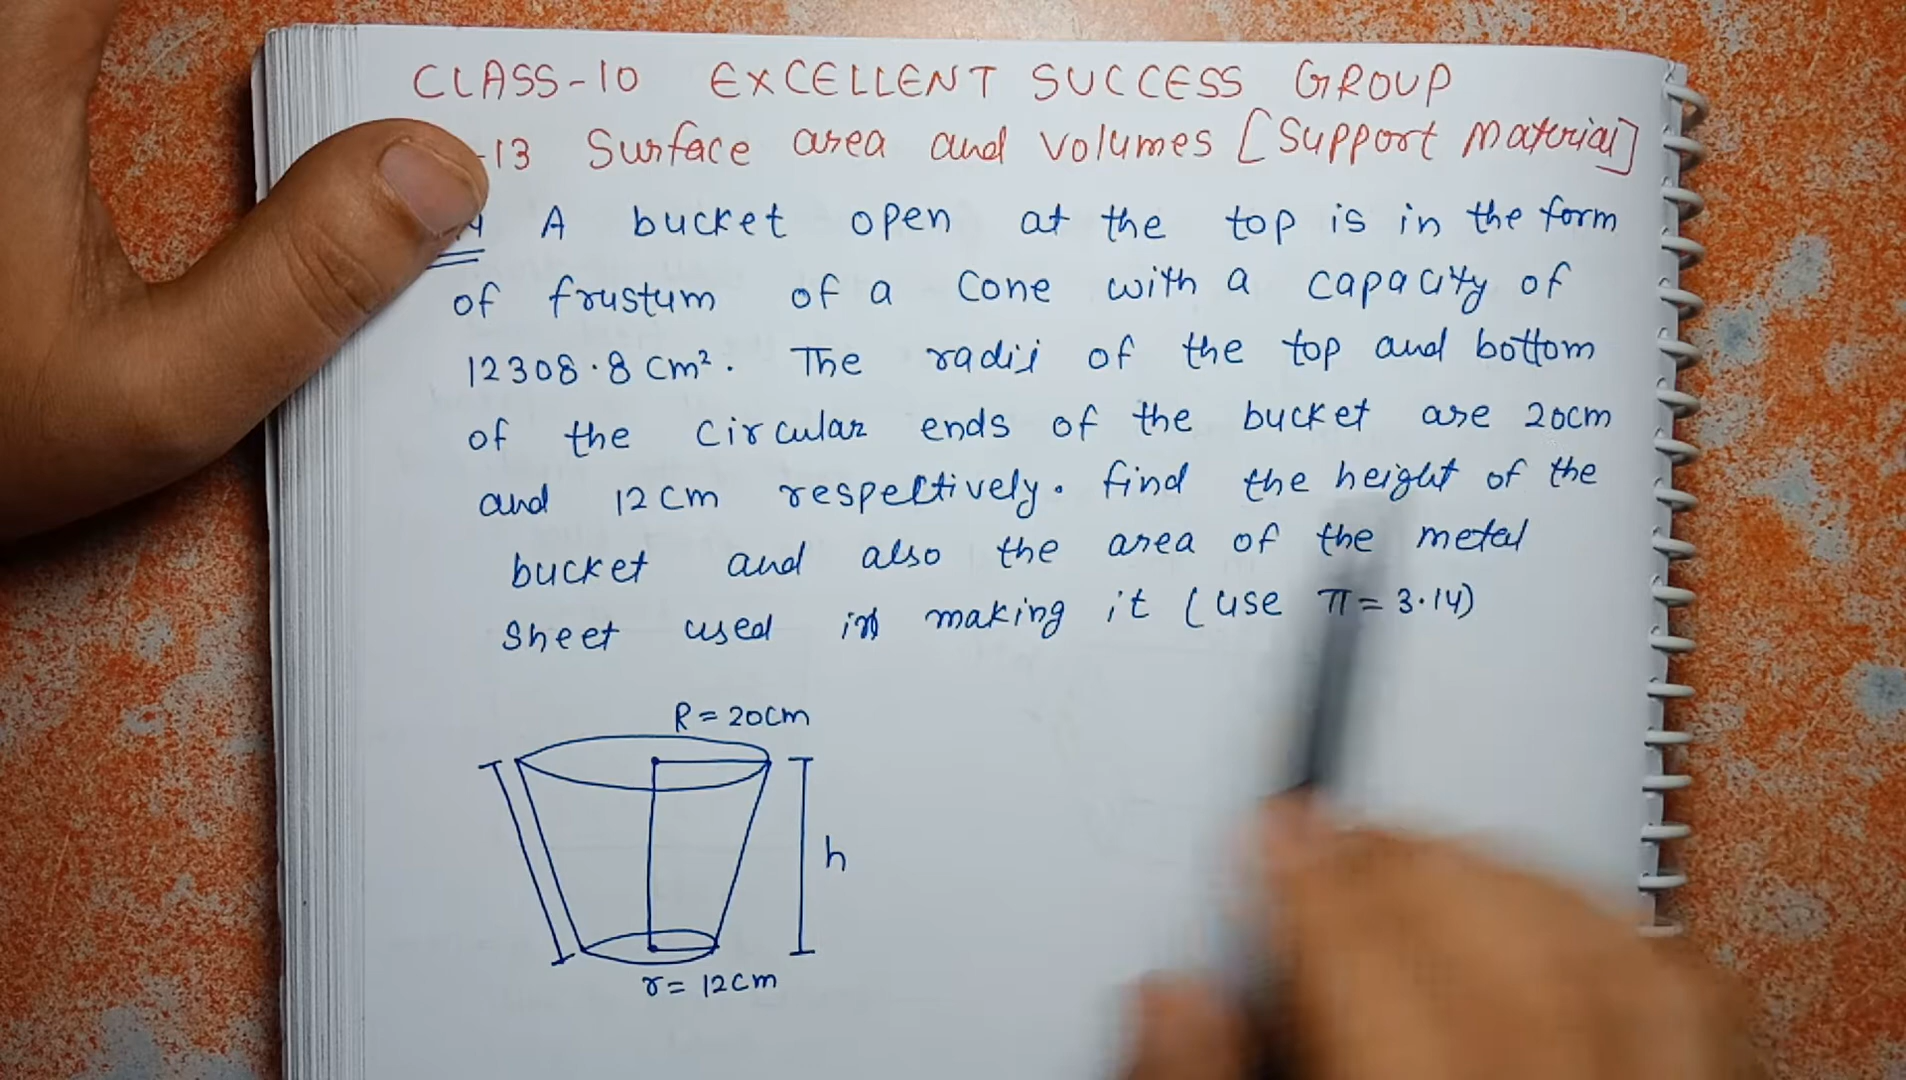 CLASS-10 EXCELLENT SUCCESS GROUP
-13 Surface area and volumes [Support Material]
A bucket open at the top is in the form
of frustum of a cone with a capacity of
12308.8 cm². The radii of the top and bottom
of the circular ends of the bucket are 20cm
and 12cm respectively. find the height of the
bucket and also the area of the metal
sheet used in making it (use π = 3.14)
R = 20cm
h
r = 12cm